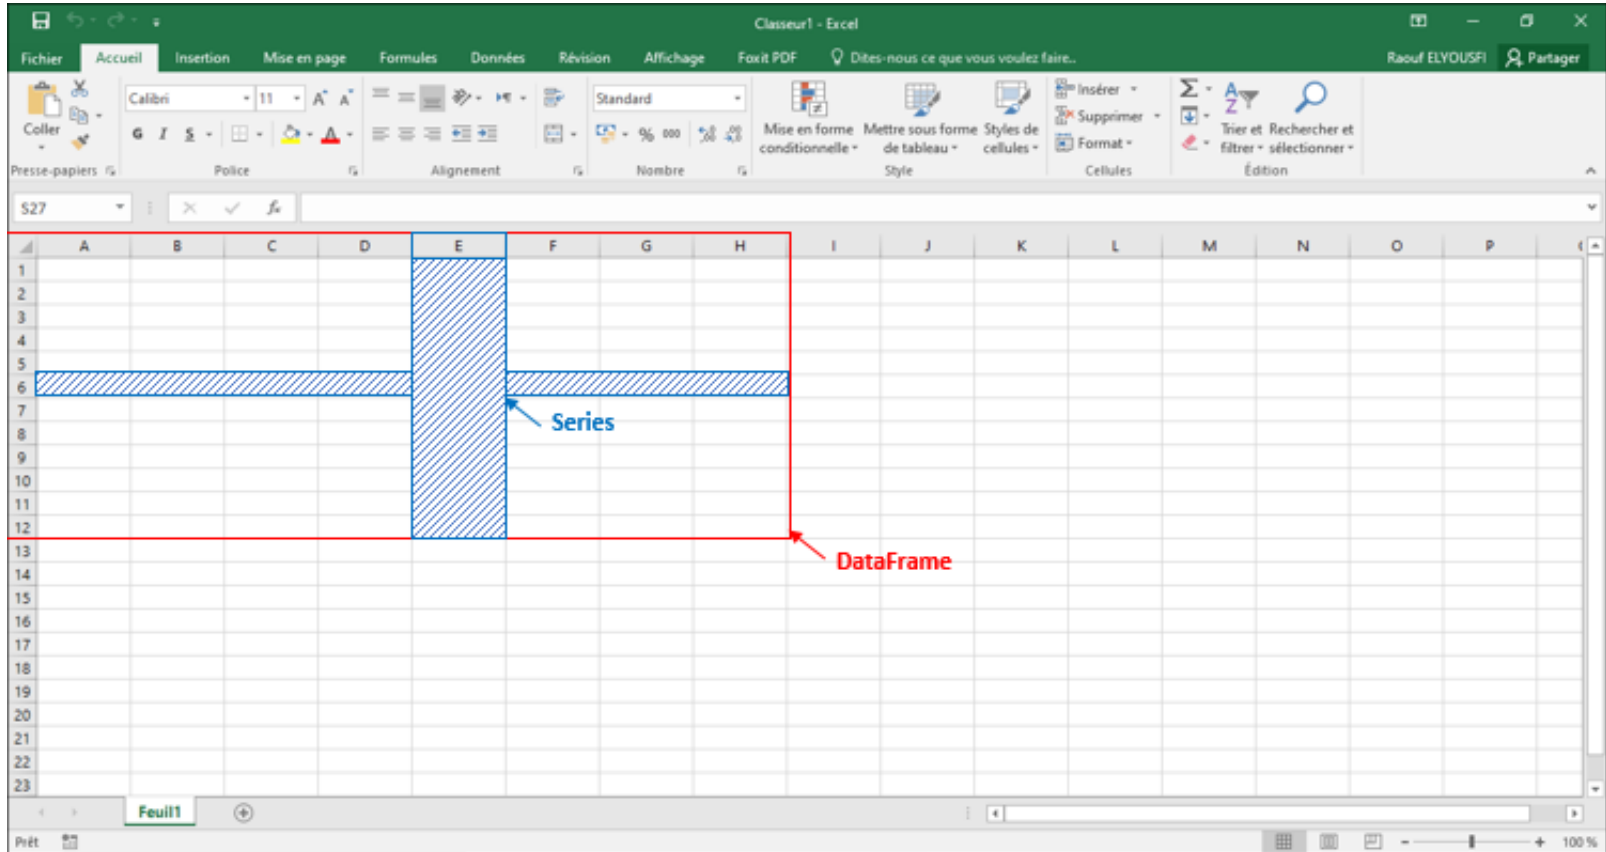 Classeur1 - Excel
Fichier Accueil Insertion Mise en page Formules Données Révision Affichage Foxit PDF Dites-nous ce que vous voulez faire.. Raouf ELYOUSFI Partager
Coller
Calibri 11 A A
G I S A
Standard
% 000
Mise en forme conditionnelle
Mettre sous forme de tableau
Styles de cellules
Insérer
Supprimer
Format
Trier et filtrer
Rechercher et sélectionner
Presse-papiers Police Alignement Nombre Style Cellules Édition
S27 fx
A B C D E F G H I J K L M N O P
1
2
3
4
5
6
7
Series
8
9
10
11
12
13
DataFrame
14
15
16
17
18
19
20
21
22
23
Feuil1
Prêt 100 %